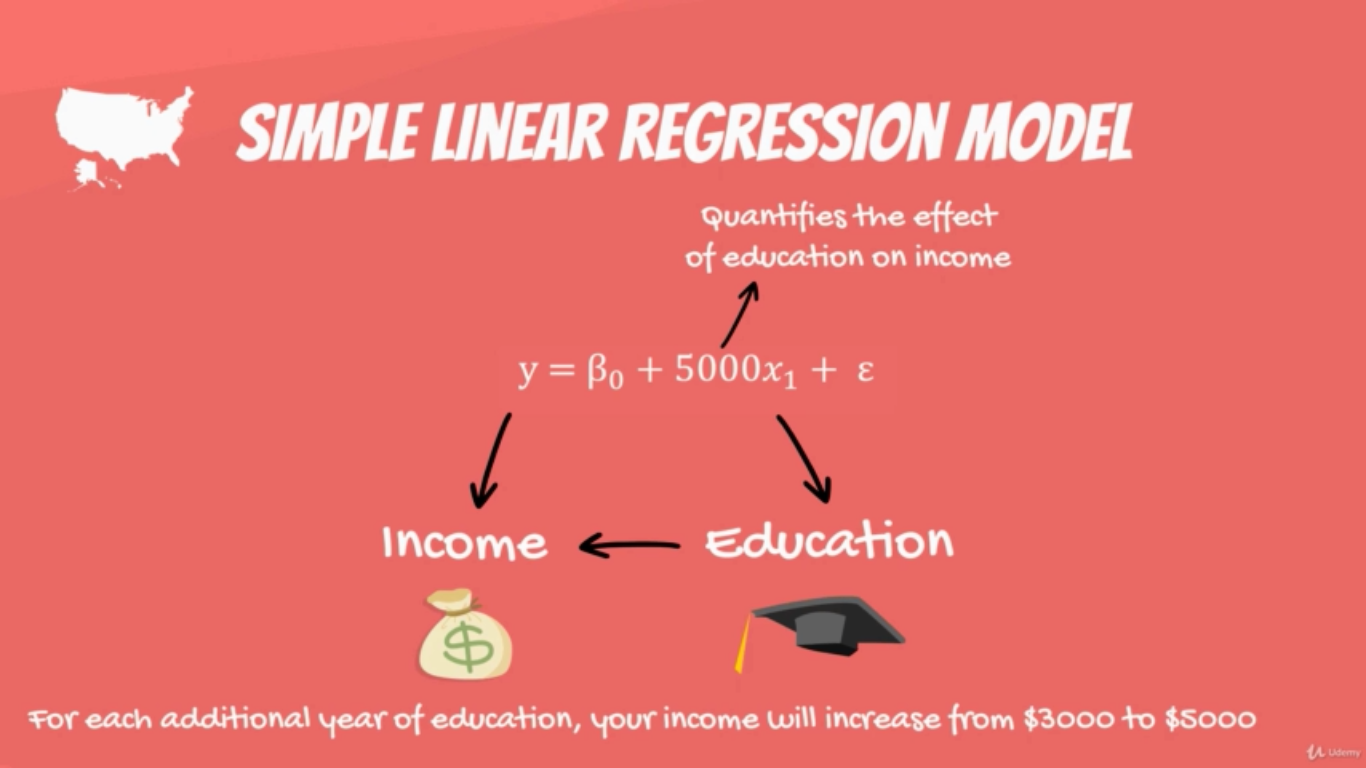 SIMPLE LINEAR REGRESSION MODEL
Quantifies the effect
of education on income
y = β₀ + 5000x₁ + ε
Income
Education
$
For each additional year of education, your income will increase from $3000 to $5000
Udemy